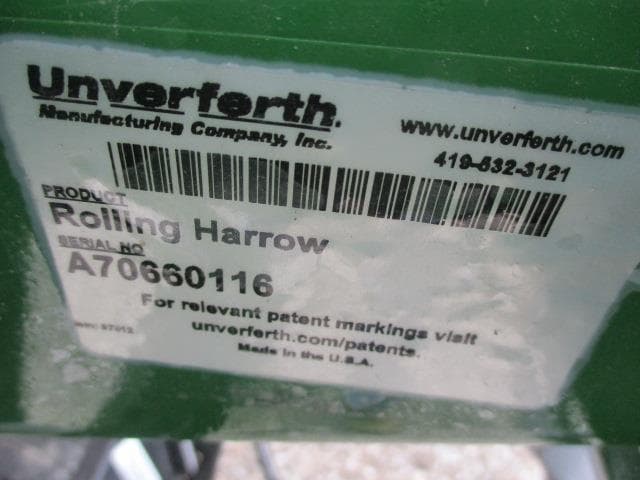 Unverferth.
Manufacturing Company, Inc.
www.unverferth.com
419-532-3121
PRODUCT
Rolling Harrow
SERIAL NO
A70660116
For relevant patent markings visit
unverferth.com/patents.
Made in the U.S.A.